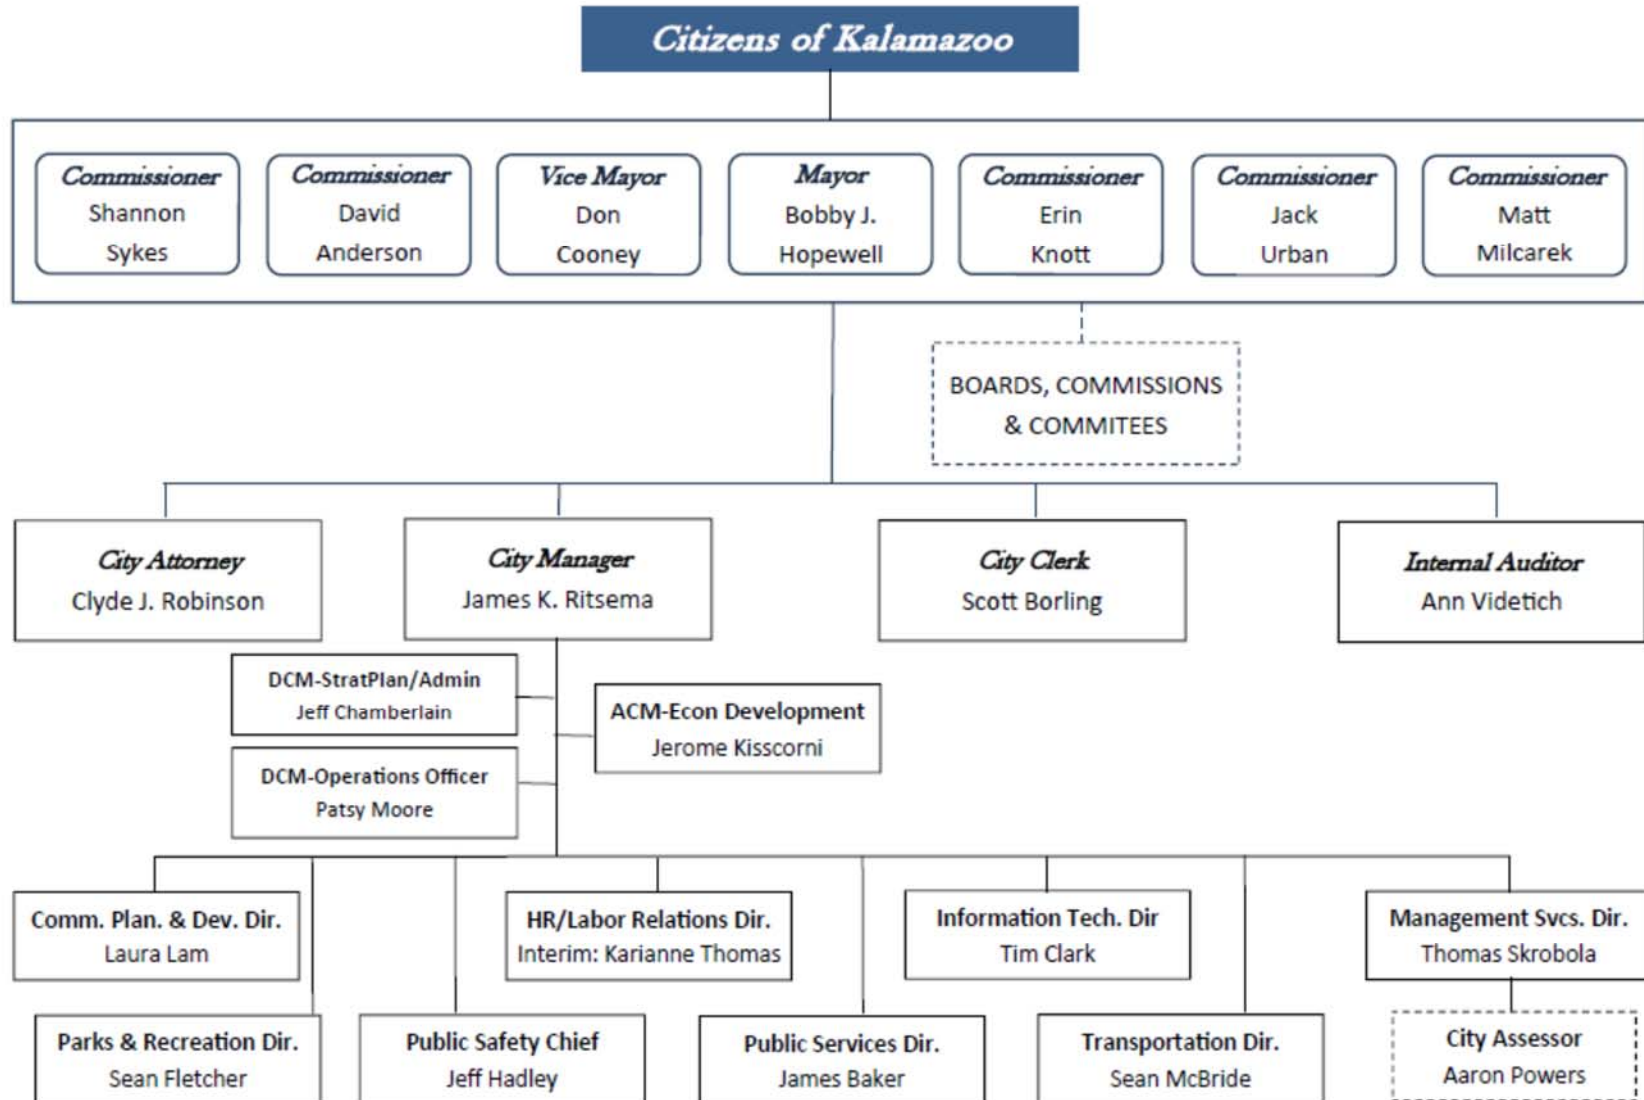 Citizens of Kalamazoo
Commissioner
Shannon
Sykes
Commissioner
David
Anderson
Vice Mayor
Don
Cooney
Mayor
Bobby J.
Hopewell
Commissioner
Erin
Knott
Commissioner
Jack
Urban
Commissioner
Matt
Milcarek
BOARDS, COMMISSIONS
& COMMITEES
City Attorney
Clyde J. Robinson
City Manager
James K. Ritsema
City Clerk
Scott Borling
Internal Auditor
Ann Videtich
DCM-StratPlan/Admin
Jeff Chamberlain
ACM-Econ Development
Jerome Kisscorni
DCM-Operations Officer
Patsy Moore
Comm. Plan. & Dev. Dir.
Laura Lam
HR/Labor Relations Dir.
Interim: Karianne Thomas
Information Tech. Dir
Tim Clark
Management Svcs. Dir.
Thomas Skrobola
Parks & Recreation Dir.
Sean Fletcher
Public Safety Chief
Jeff Hadley
Public Services Dir.
James Baker
Transportation Dir.
Sean McBride
City Assessor
Aaron Powers